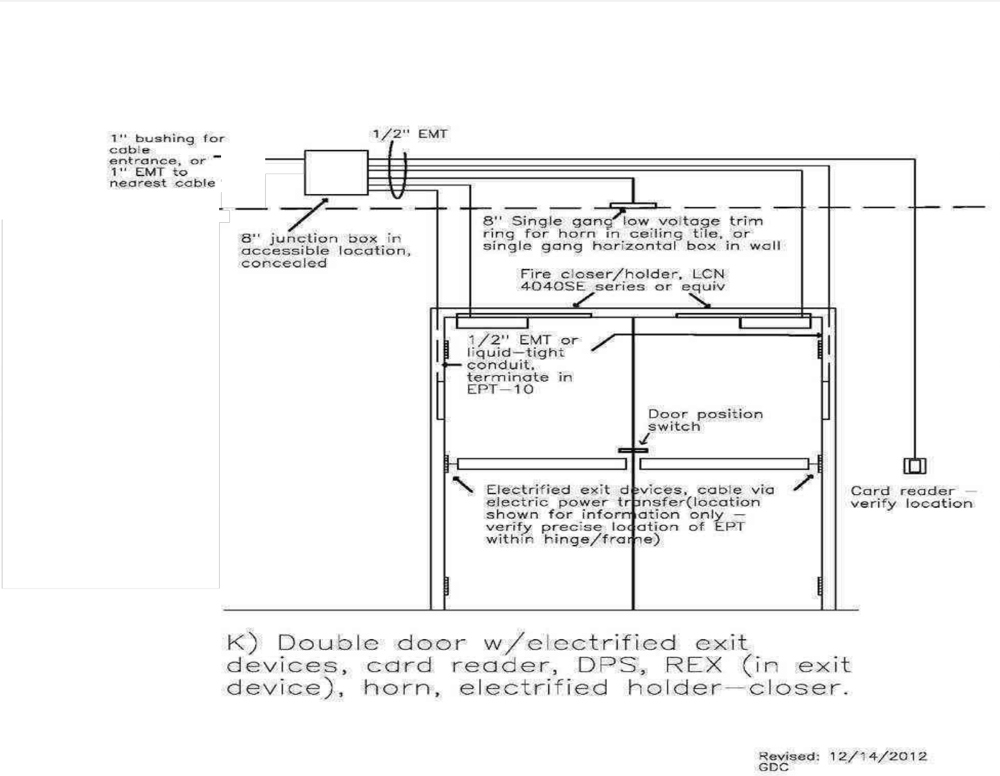 1" bushing for
cable
entrance, or
1" EMT to
nearest cable
1/2" EMT
8" junction box in
accessible location,
concealed
8" Single gang low voltage trim
ring for horn in ceiling tile, or
single gang horizontal box in wall
Fire closer/holder, LCN
4040SE series or equiv
1/2" EMT or
liquid-tight
conduit,
terminate in
EPT-10
Door position
switch
Electrified exit devices, cable via
electric power transfer(location
shown for information only -
verify precise location of EPT
within hinge/frame)
Card reader -
verify location
K) Double door w/electrified exit
devices, card reader, DPS, REX (in exit
device), horn, electrified holder-closer.
Revised: 12/14/2012
GDC